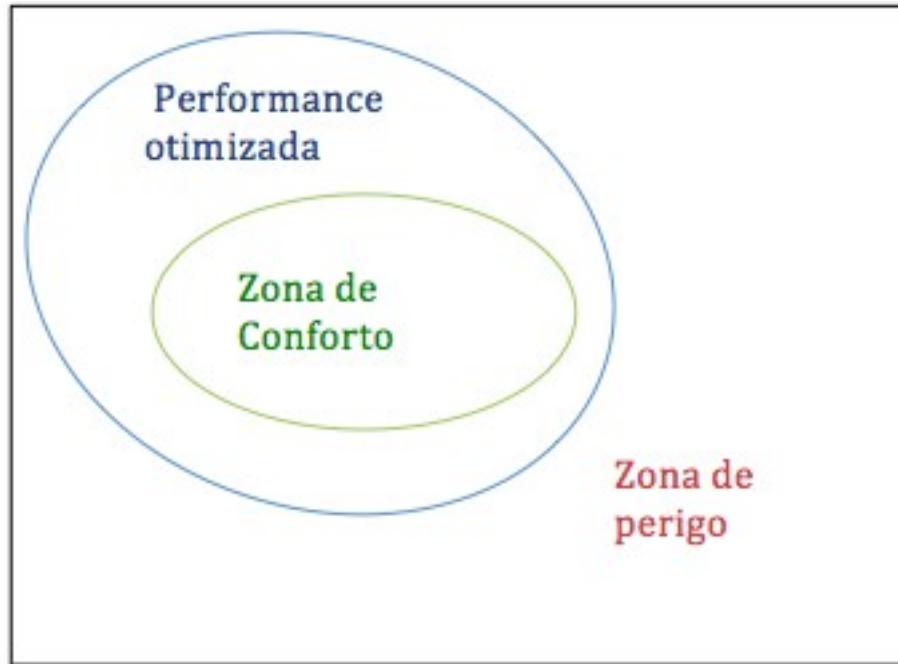 Performance
otimizada
Zona de
Conforto
Zona de
perigo